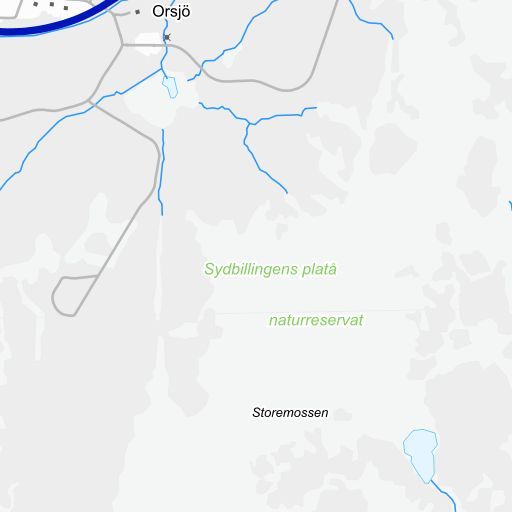 Orsjö
Sydbillingens platå
naturreservat
Storemossen